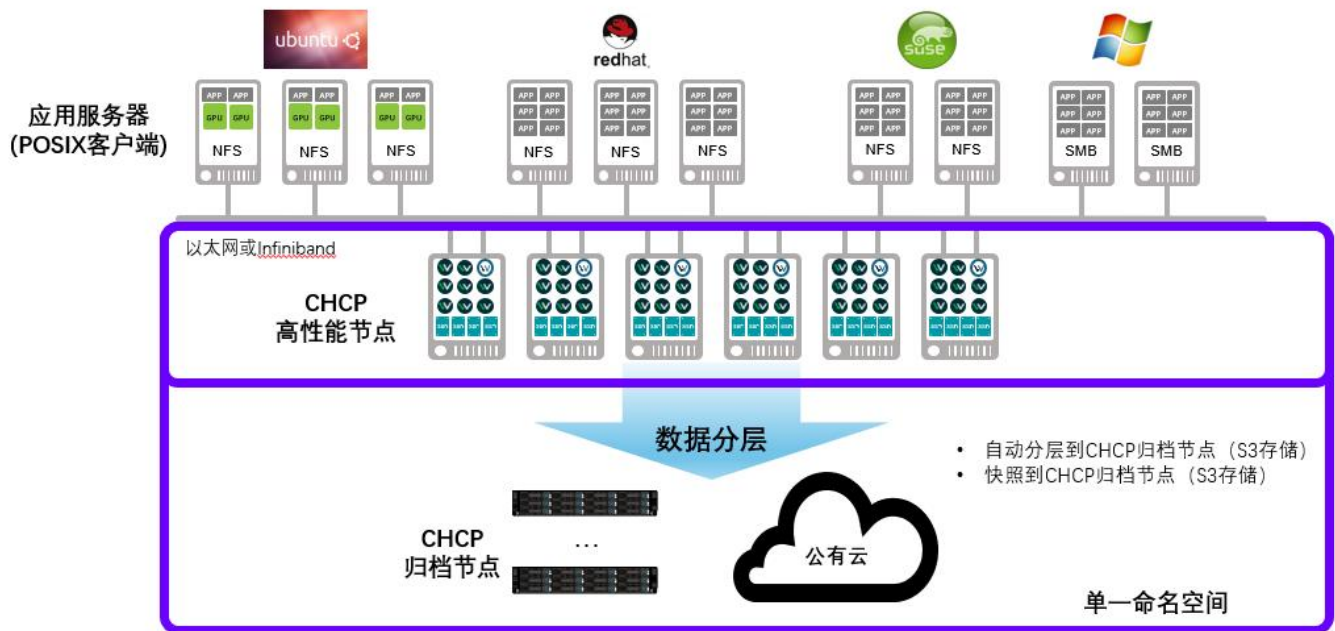 ubuntu
redhat.
SUSE
应用服务器
(POSIX客户端)
APP APP APP APP APP APP
GPU GPU GPU GPU GPU GPU
NFS NFS NFS
APP APP APP APP APP APP
APP APP APP APP APP APP
APP APP APP APP APP APP
NFS NFS NFS
APP APP APP APP
APP APP APP APP
APP APP APP APP
NFS NFS
APP APP APP APP
APP APP APP APP
APP APP APP APP
SMB SMB
以太网或Infiniband
CHCP
高性能节点
数据分层
• 自动分层到CHCP归档节点（S3存储）
• 快照到CHCP归档节点（S3存储）
CHCP
归档节点
...
公有云
单一命名空间